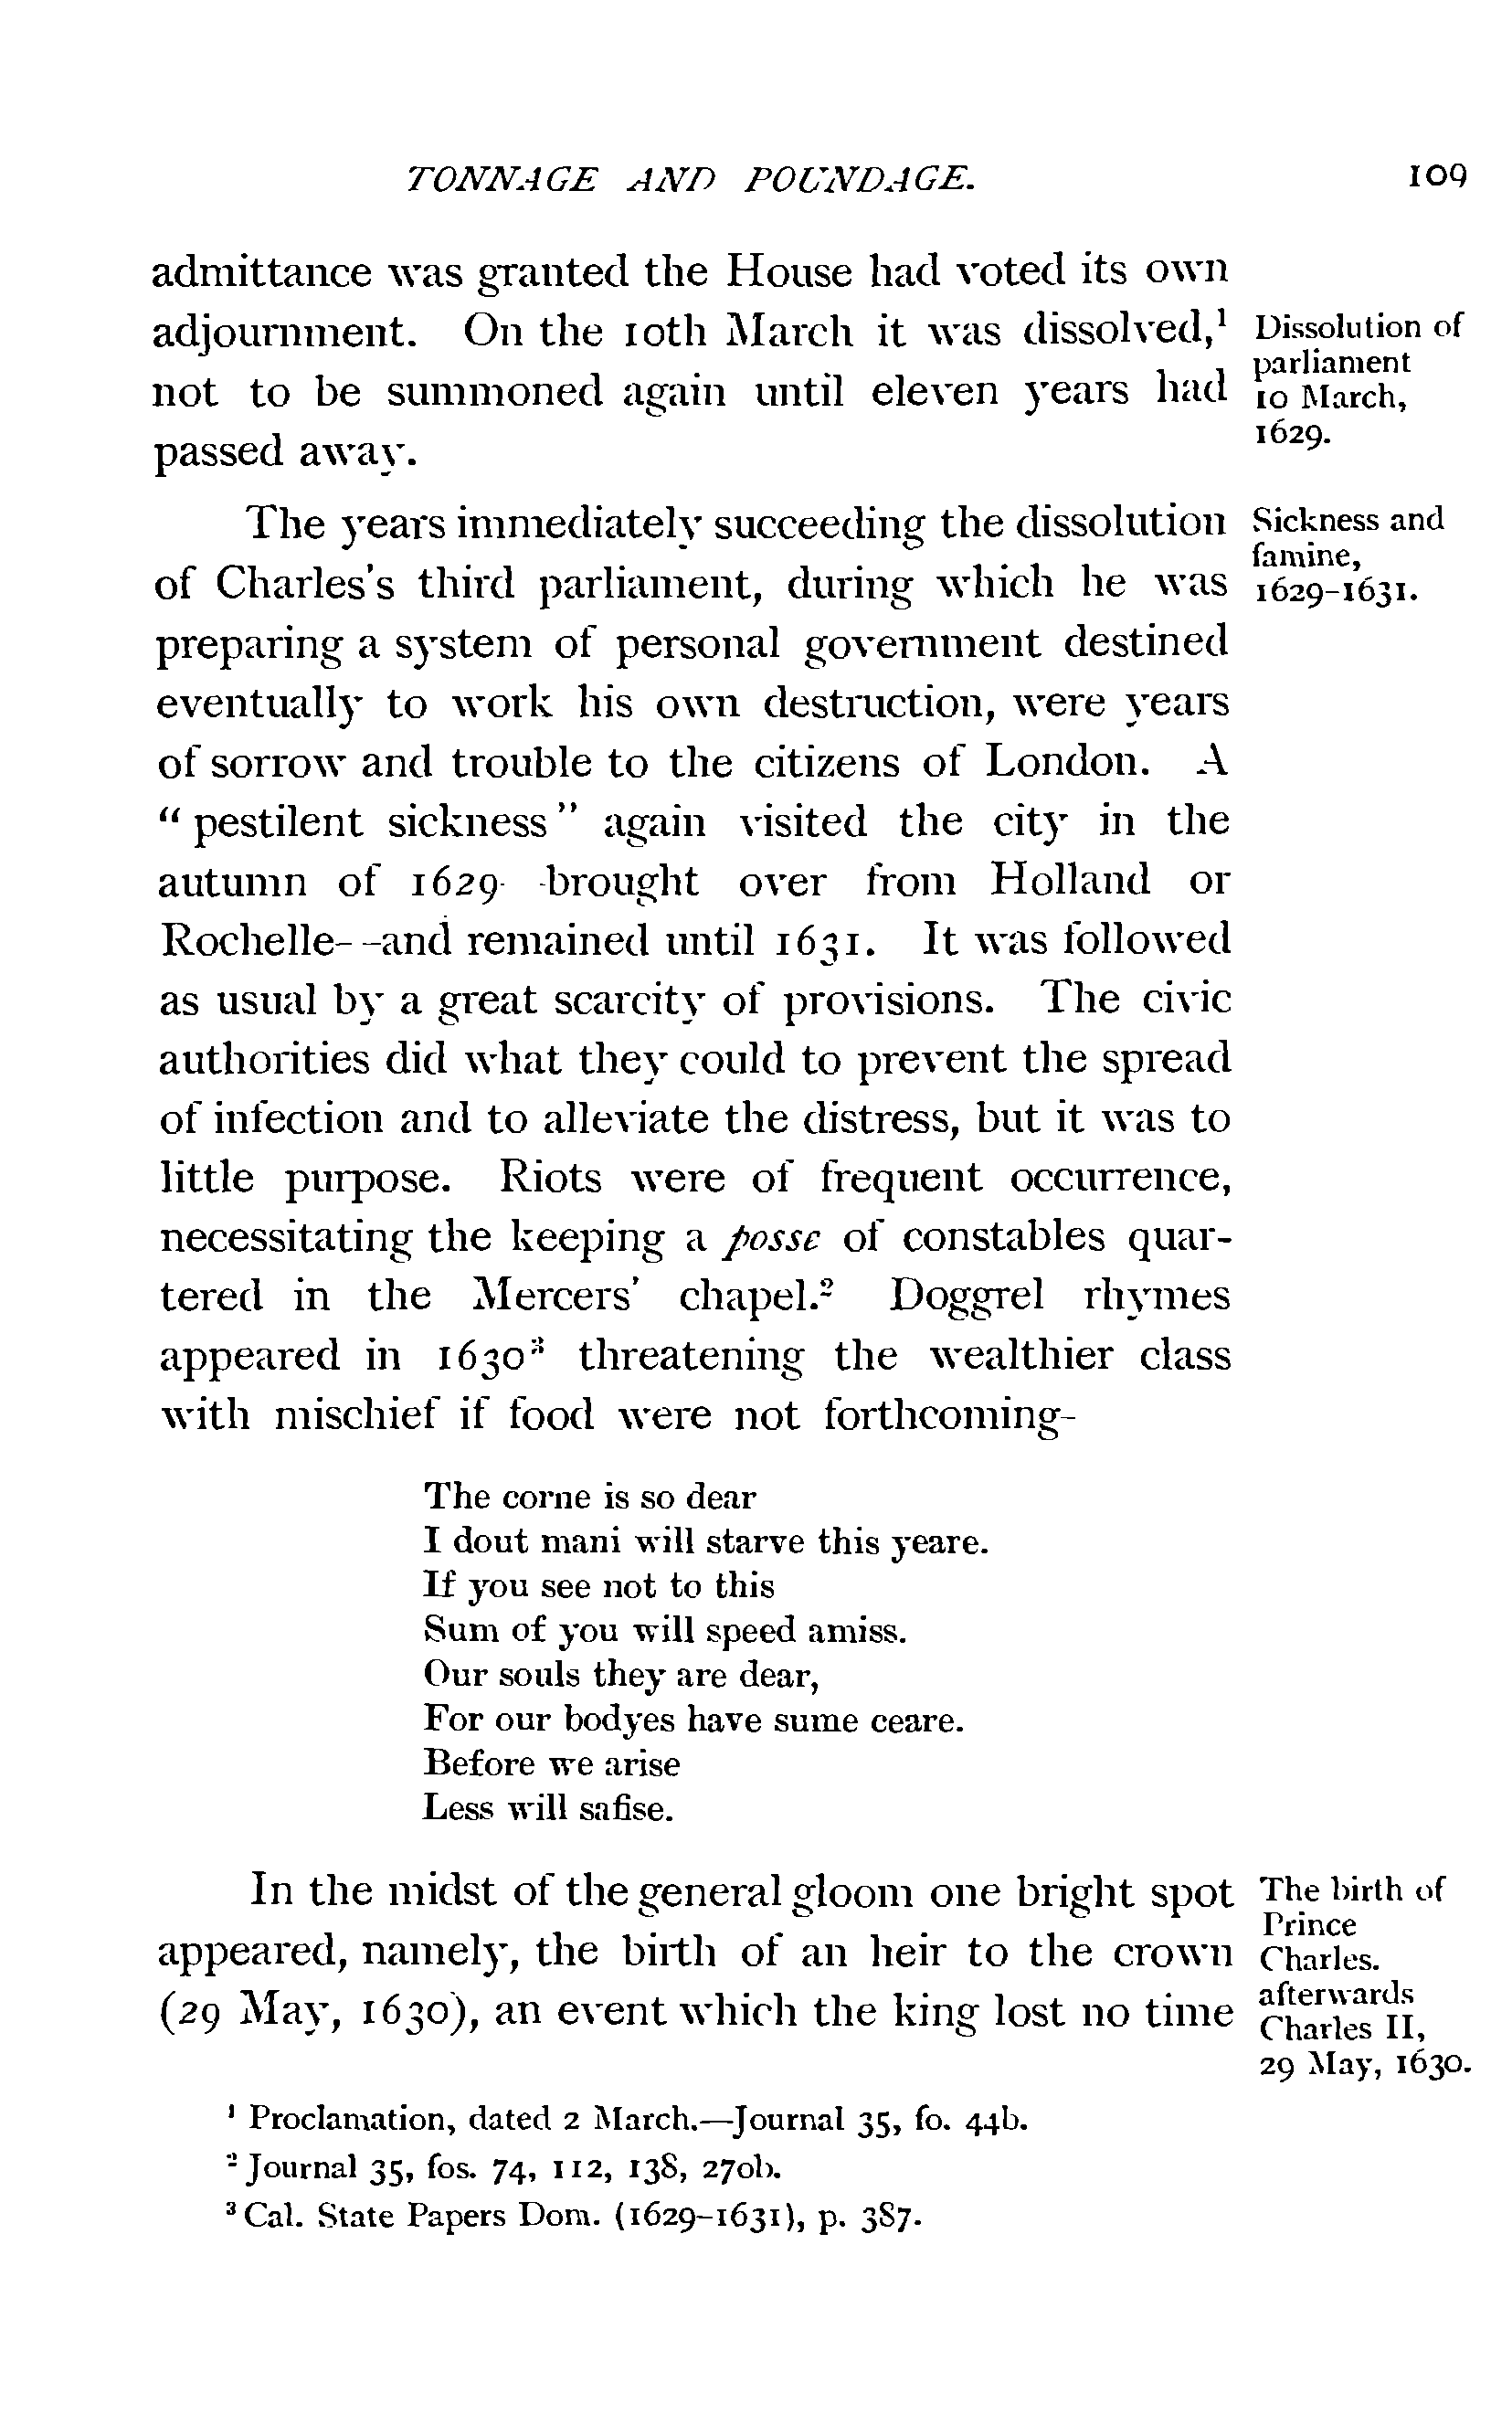 TONNAGE AND POUNDAGE. 109
admittance was granted the House had voted its own
adjournment. On the 10th March it was dissolved,¹
not to be summoned again until eleven years had
passed away.
Dissolution of
parliament
10 March,
1629.
The years immediately succeeding the dissolution
of Charles's third parliament, during which he was
preparing a system of personal government destined
eventually to work his own destruction, were years
of sorrow and trouble to the citizens of London. A
"pestilent sickness" again visited the city in the
autumn of 1629--brought over from Holland or
Rochelle--and remained until 1631. It was followed
as usual by a great scarcity of provisions. The civic
authorities did what they could to prevent the spread
of infection and to alleviate the distress, but it was to
little purpose. Riots were of frequent occurrence,
necessitating the keeping a posse of constables quar-
tered in the Mercers' chapel.² Doggrel rhymes
appeared in 1630³ threatening the wealthier class
with mischief if food were not forthcoming-
Sickness and
famine,
1629-1631.
The corne is so dear
I dout mani will starve this yeare.
If you see not to this
Sum of you will speed amiss.
Our souls they are dear,
For our bodyes have sume ceare.
Before we arise
Less will safise.
In the midst of the general gloom one bright spot
appeared, namely, the birth of an heir to the crown
(29 May, 1630), an event which the king lost no time
The birth of
Prince
Charles.
afterwards
Charles II,
29 May, 1630.
¹ Proclamation, dated 2 March.—Journal 35, fo. 44b.
² Journal 35, fos. 74, 112, 138, 270b.
³ Cal. State Papers Dom. (1629-1631), p. 387.